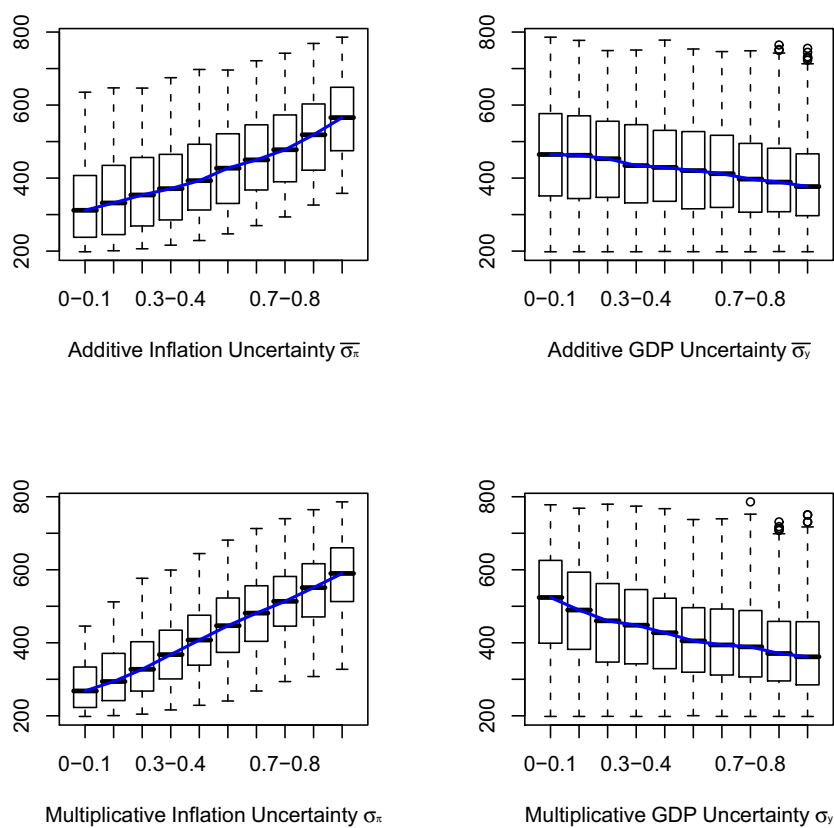 800
600
400
200
0−0.1 0.3−0.4 0.7−0.8
Additive Inflation Uncertainty σ̅π
800
600
400
200
0−0.1 0.3−0.4 0.7−0.8
Additive GDP Uncertainty σ̅y
800
600
400
200
0−0.1 0.3−0.4 0.7−0.8
Multiplicative Inflation Uncertainty σπ
800
600
400
200
0−0.1 0.3−0.4 0.7−0.8
Multiplicative GDP Uncertainty σy